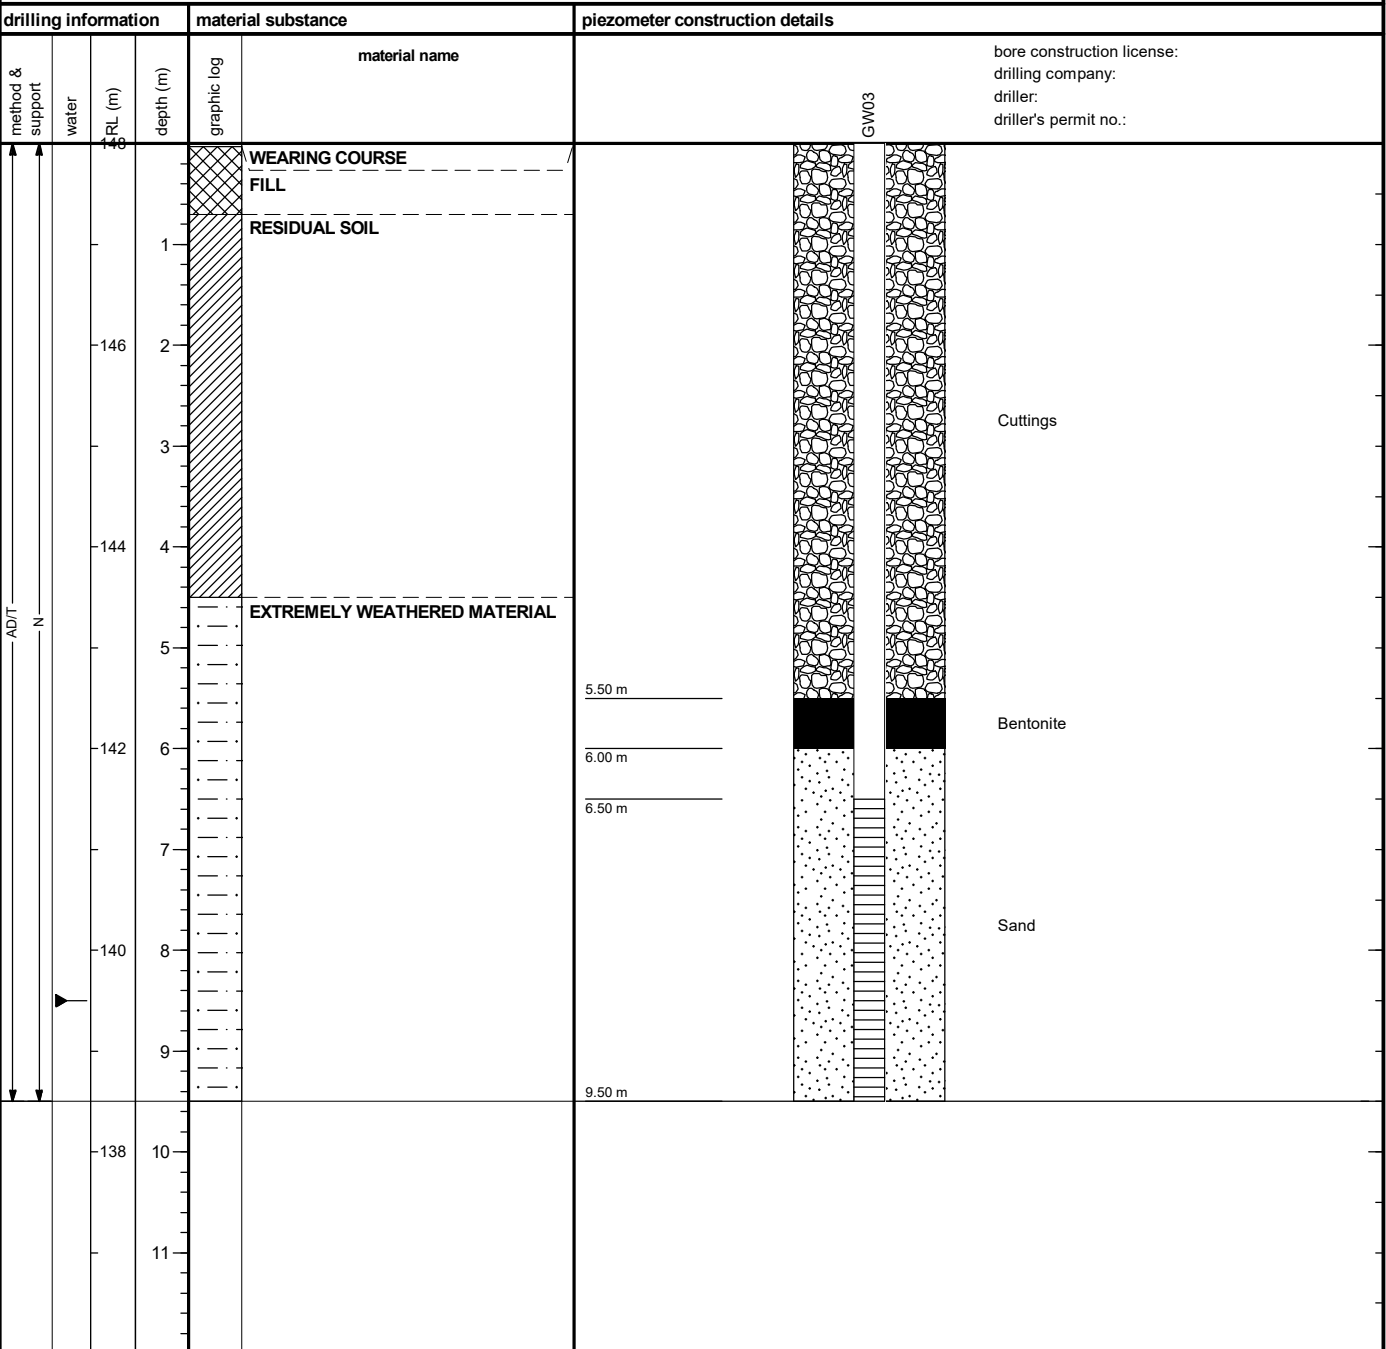 drilling information
material substance
piezometer construction details
method &
support
water
RL (m)
depth (m)
graphic log
material name
GW03
bore construction license:
drilling company:
driller:
driller's permit no.:
148
WEARING COURSE
FILL
RESIDUAL SOIL
1
146
2
Cuttings
3
144
4
EXTREMELY WEATHERED MATERIAL
AD/T
N
5
5.50 m
Bentonite
142
6
6.00 m
6.50 m
7
Sand
140
8
9
9.50 m
138
10
11